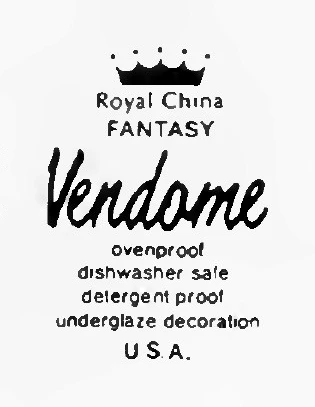 Royal China
FANTASY
Vendome
ovenproof
dishwasher safe
detergent proof
underglaze decoration
U.S.A.